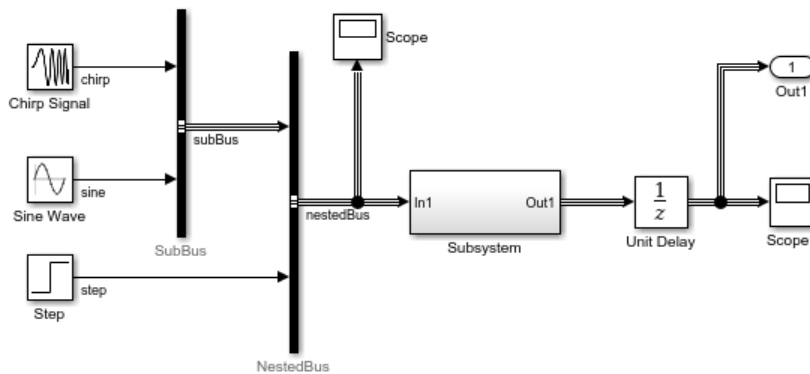 Scope
chirp
Chirp Signal
1
Out1
subBus
sine
Sine Wave
nestedBus
In1
Out1
1
z
SubBus
Subsystem
Unit Delay
Scope
step
Step
NestedBus